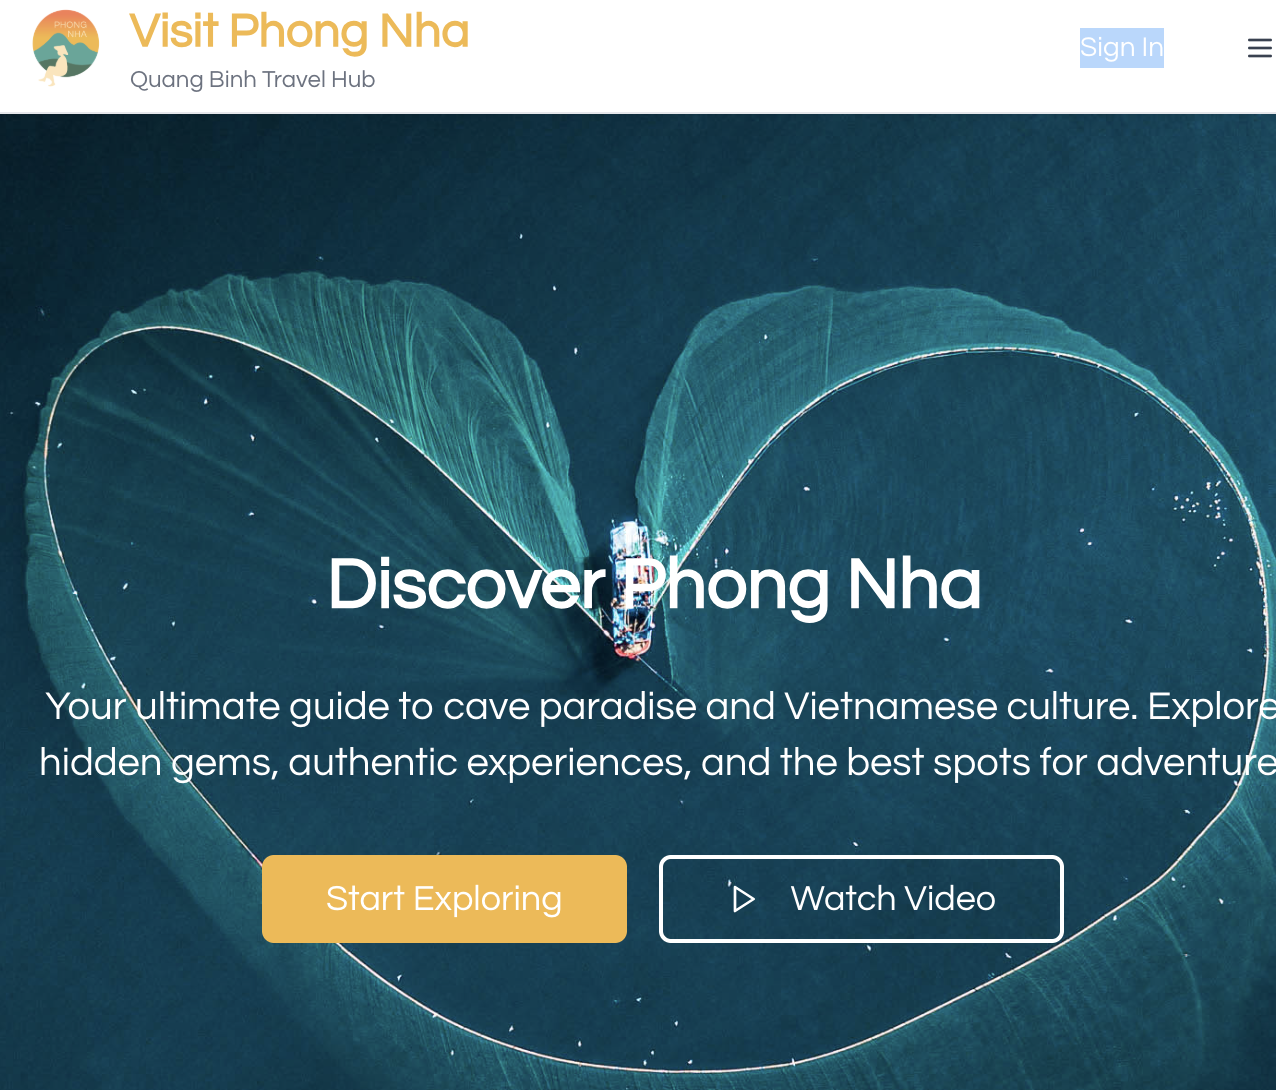 PHONG
NHA
Visit Phong Nha
Quang Binh Travel Hub
Sign In
Discover Phong Nha
Your ultimate guide to cave paradise and Vietnamese culture. Explore
hidden gems, authentic experiences, and the best spots for adventure
Start Exploring
Watch Video